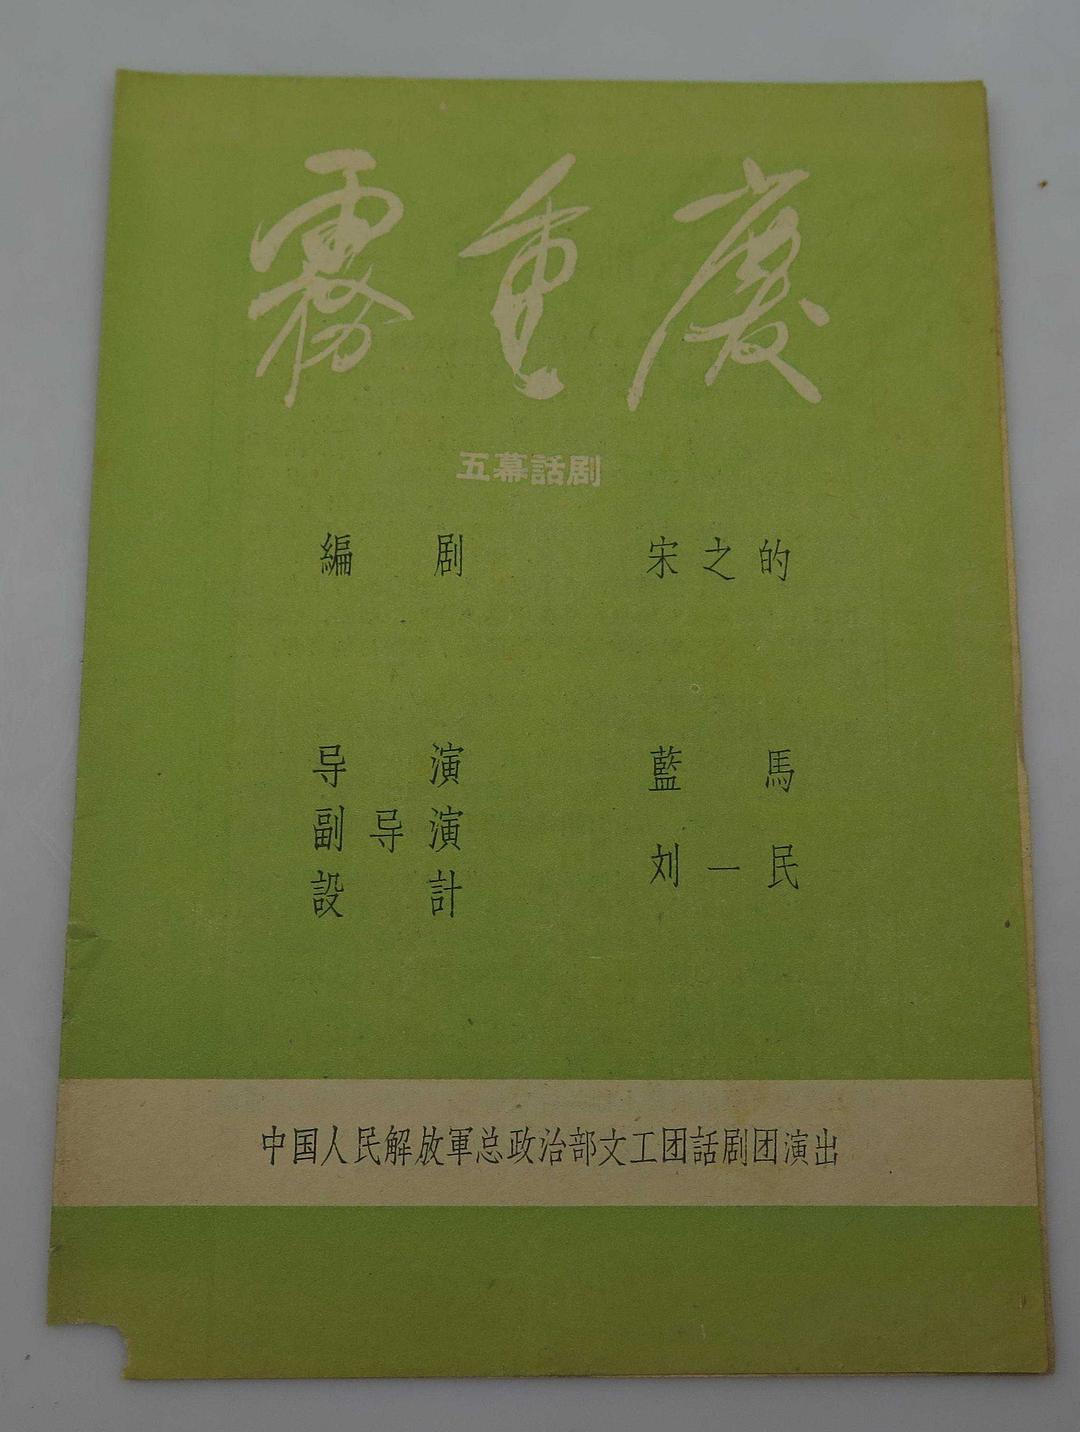 霧重慶
五幕話剧
編剧 宋之的
导演 藍馬
副导演
刘一民
設計
中国人民解放軍总政治部文工团話剧团演出